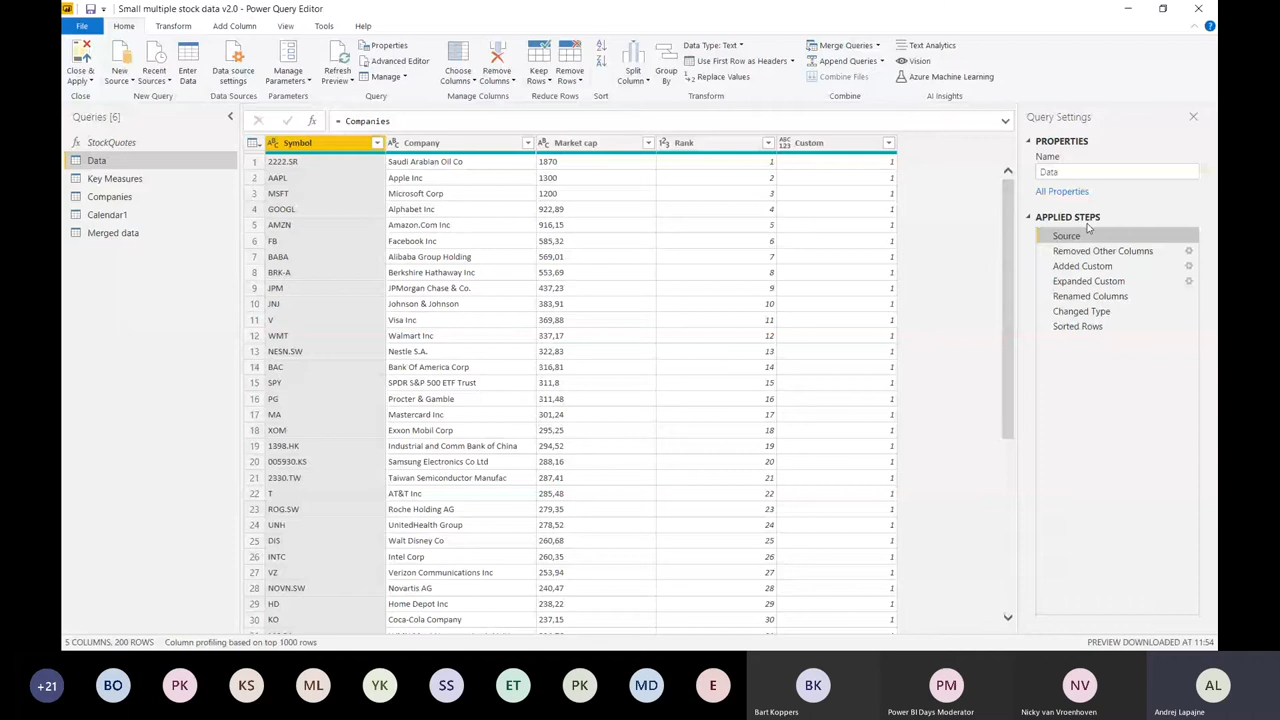 Small multiple stock data v2.0 - Power Query Editor
File Home Transform Add Column View Tools Help
Close & Apply New Source Recent Sources Enter Data Data source settings Manage Parameters Refresh Preview Properties Advanced Editor Manage Choose Columns Remove Columns Keep Rows Remove Rows Split Column Group By Data Type: Text Use First Row as Headers Replace Values Merge Queries Append Queries Combine Files Text Analytics Vision Azure Machine Learning
Close New Query Data Sources Parameters Query Manage Columns Reduce Rows Sort Transform Combine AI Insights
Queries [6]
StockQuotes
Data
Key Measures
Companies
Calendar1
Merged data
fx = Companies
Symbol Company Market cap Rank Custom
1 2222.SR Saudi Arabian Oil Co 1870 1 1
2 AAPL Apple Inc 1300 2 1
3 MSFT Microsoft Corp 1200 3 1
4 GOOGL Alphabet Inc 922,89 4 1
5 AMZN Amazon.Com Inc 916,15 5 1
6 FB Facebook Inc 585,32 6 1
7 BABA Alibaba Group Holding 569,01 7 1
8 BRK-A Berkshire Hathaway Inc 553,69 8 1
9 JPM JPMorgan Chase & Co. 437,23 9 1
10 JNJ Johnson & Johnson 383,91 10 1
11 V Visa Inc 369,88 11 1
12 WMT Walmart Inc 337,17 12 1
13 NESN.SW Nestle S.A. 322,83 13 1
14 BAC Bank Of America Corp 316,81 14 1
15 SPY SPDR S&P 500 ETF Trust 311,8 15 1
16 PG Procter & Gamble 311,48 16 1
17 MA Mastercard Inc 301,24 17 1
18 XOM Exxon Mobil Corp 295,25 18 1
19 1398.HK Industrial and Comm Bank of China 294,52 19 1
20 005930.KS Samsung Electronics Co Ltd 288,16 20 1
21 2330.TW Taiwan Semiconductor Manufac 287,41 21 1
22 T AT&T Inc 285,48 22 1
23 ROG.SW Roche Holding AG 279,35 23 1
24 UNH UnitedHealth Group 278,52 24 1
25 DIS Walt Disney Co 260,68 25 1
26 INTC Intel Corp 260,35 26 1
27 VZ Verizon Communications Inc 253,94 27 1
28 NOVN.SW Novartis AG 240,47 28 1
29 HD Home Depot Inc 238,22 29 1
30 KO Coca-Cola Company 237,15 30 1
Query Settings
PROPERTIES
Name
Data
All Properties
APPLIED STEPS
Source
Removed Other Columns
Added Custom
Expanded Custom
Renamed Columns
Changed Type
Sorted Rows
5 COLUMNS, 200 ROWS Column profiling based on top 1000 rows PREVIEW DOWNLOADED AT 11:54
+21 BO PK KS ML YK SS ET PK MD E BK PM NV AL
Bart Koppers Power BI Days Moderator Nicky van Vroenhoven Andrej Lapajne